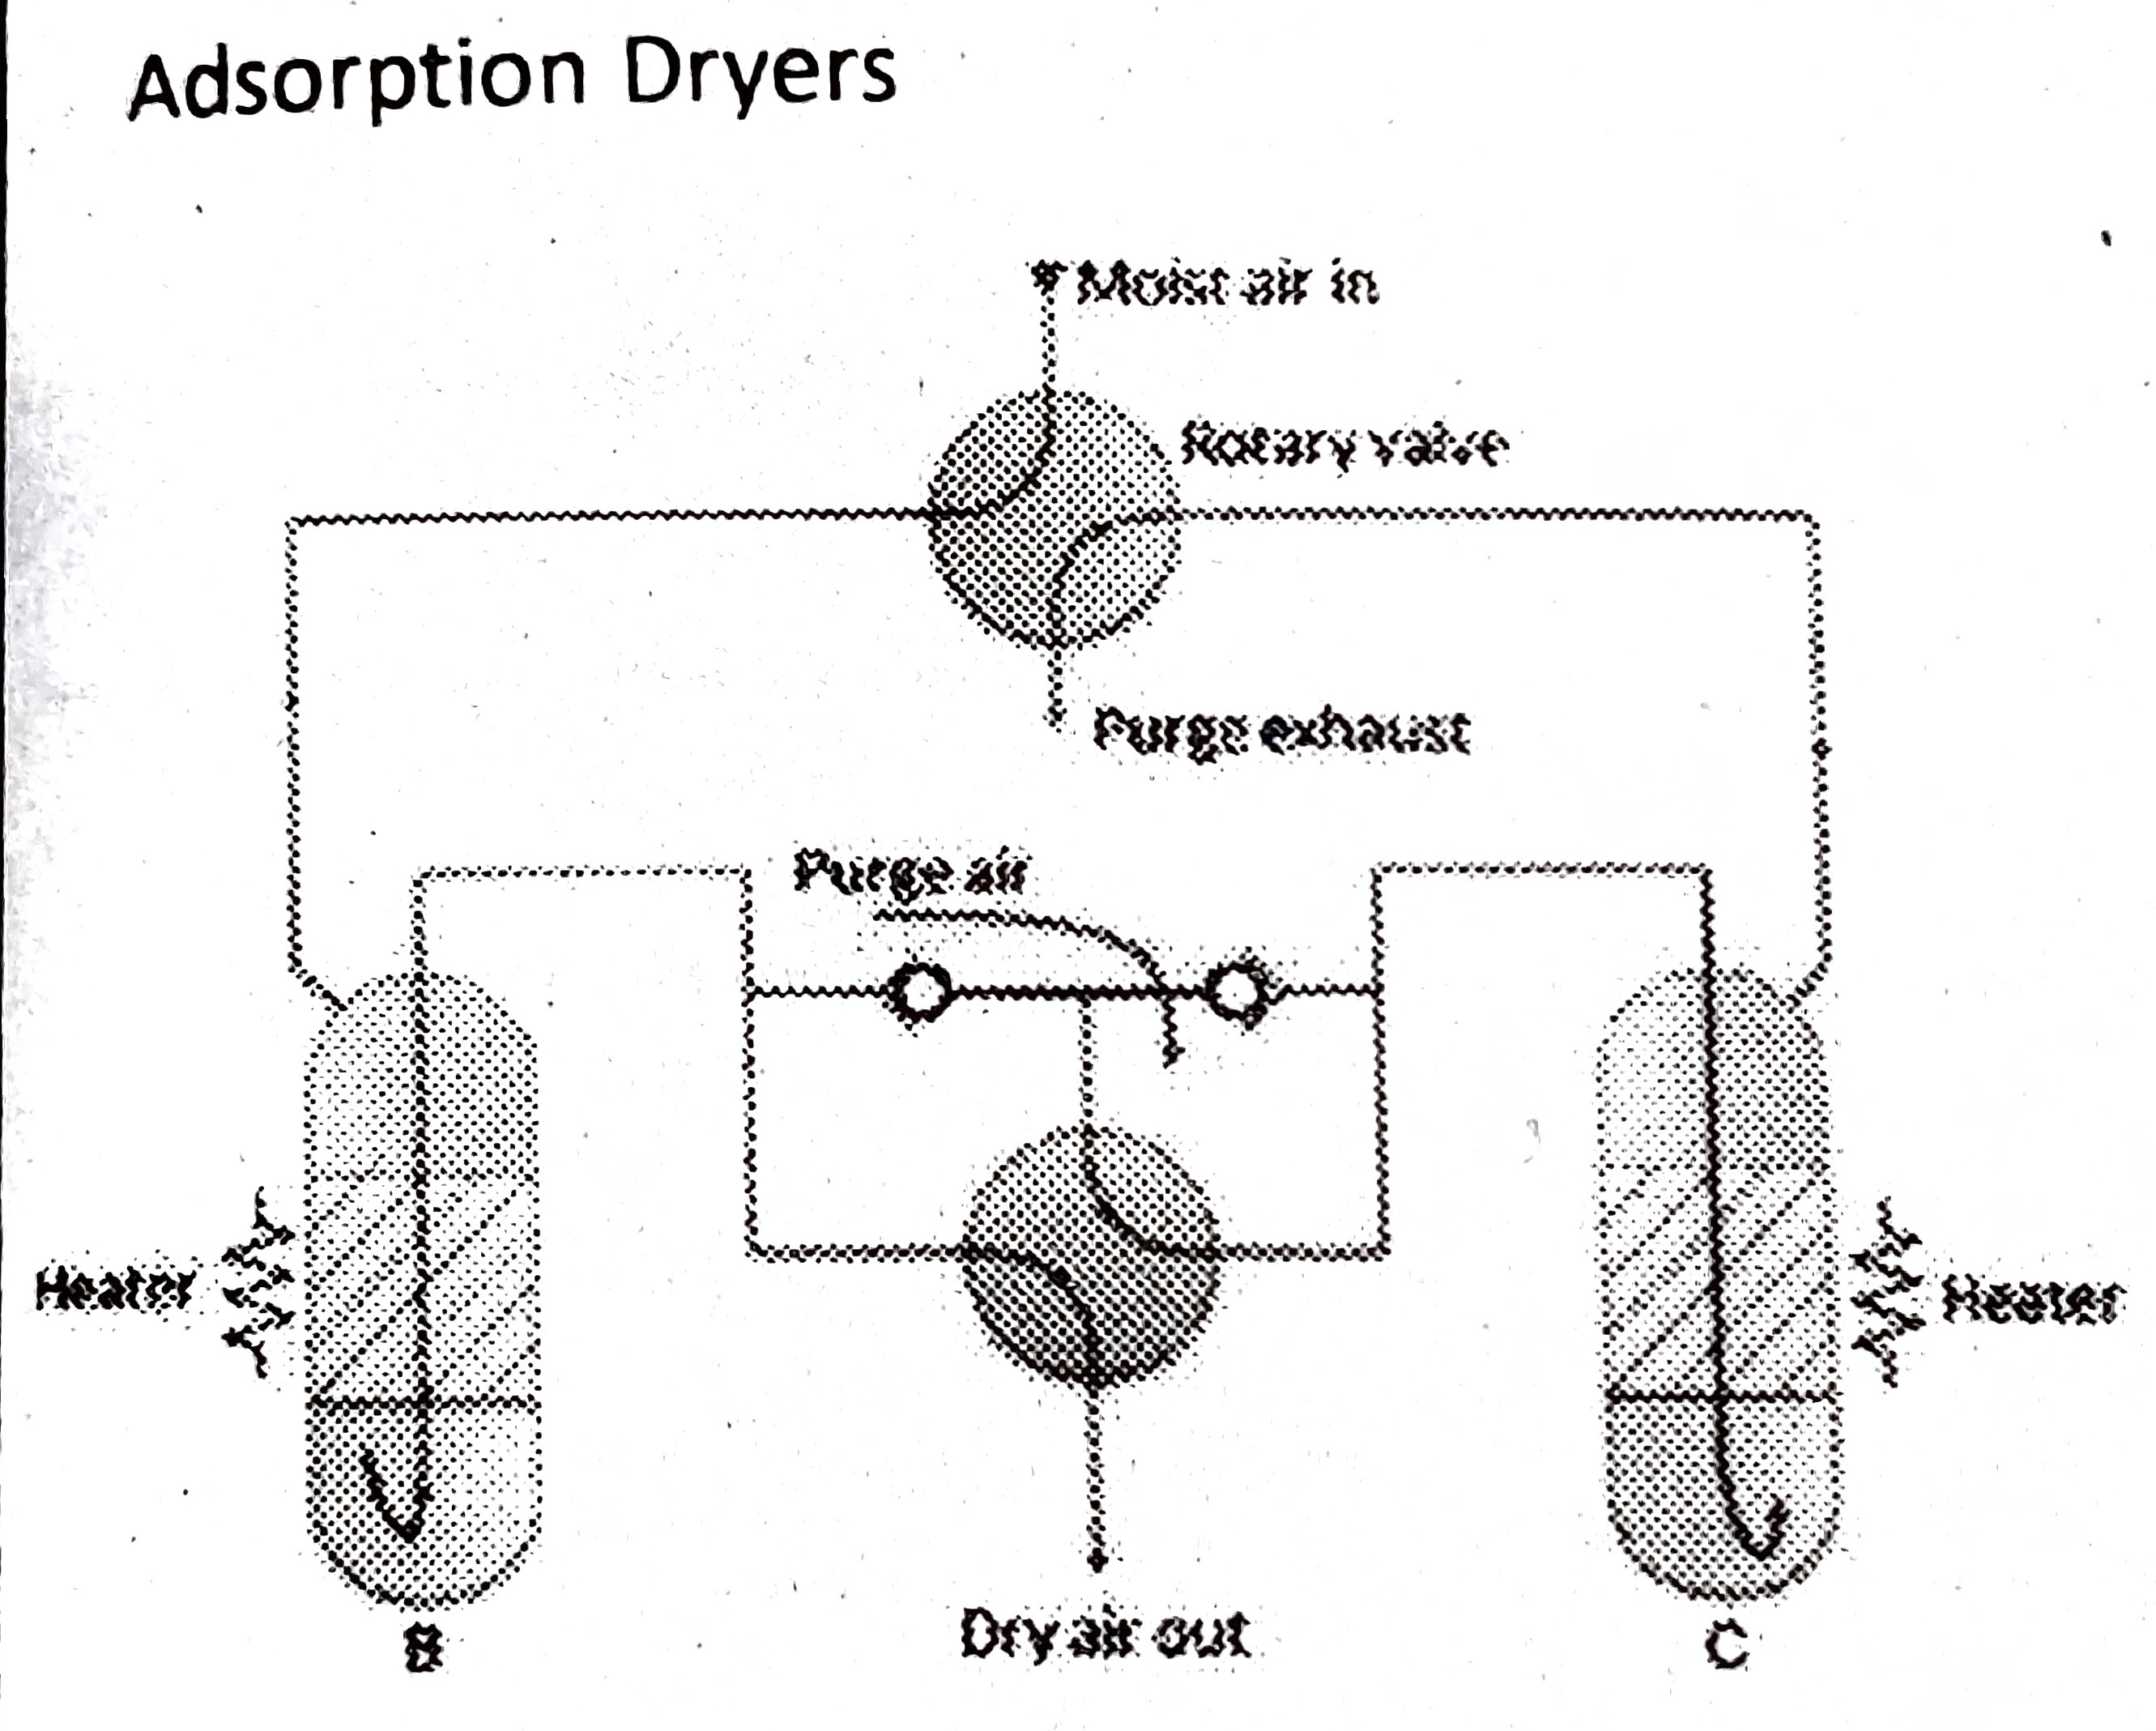 Adsorption Dryers
Moist air in
Rotary valve
Purge exhaust
Purge air
Heater
Heater
B
Dry air out
C